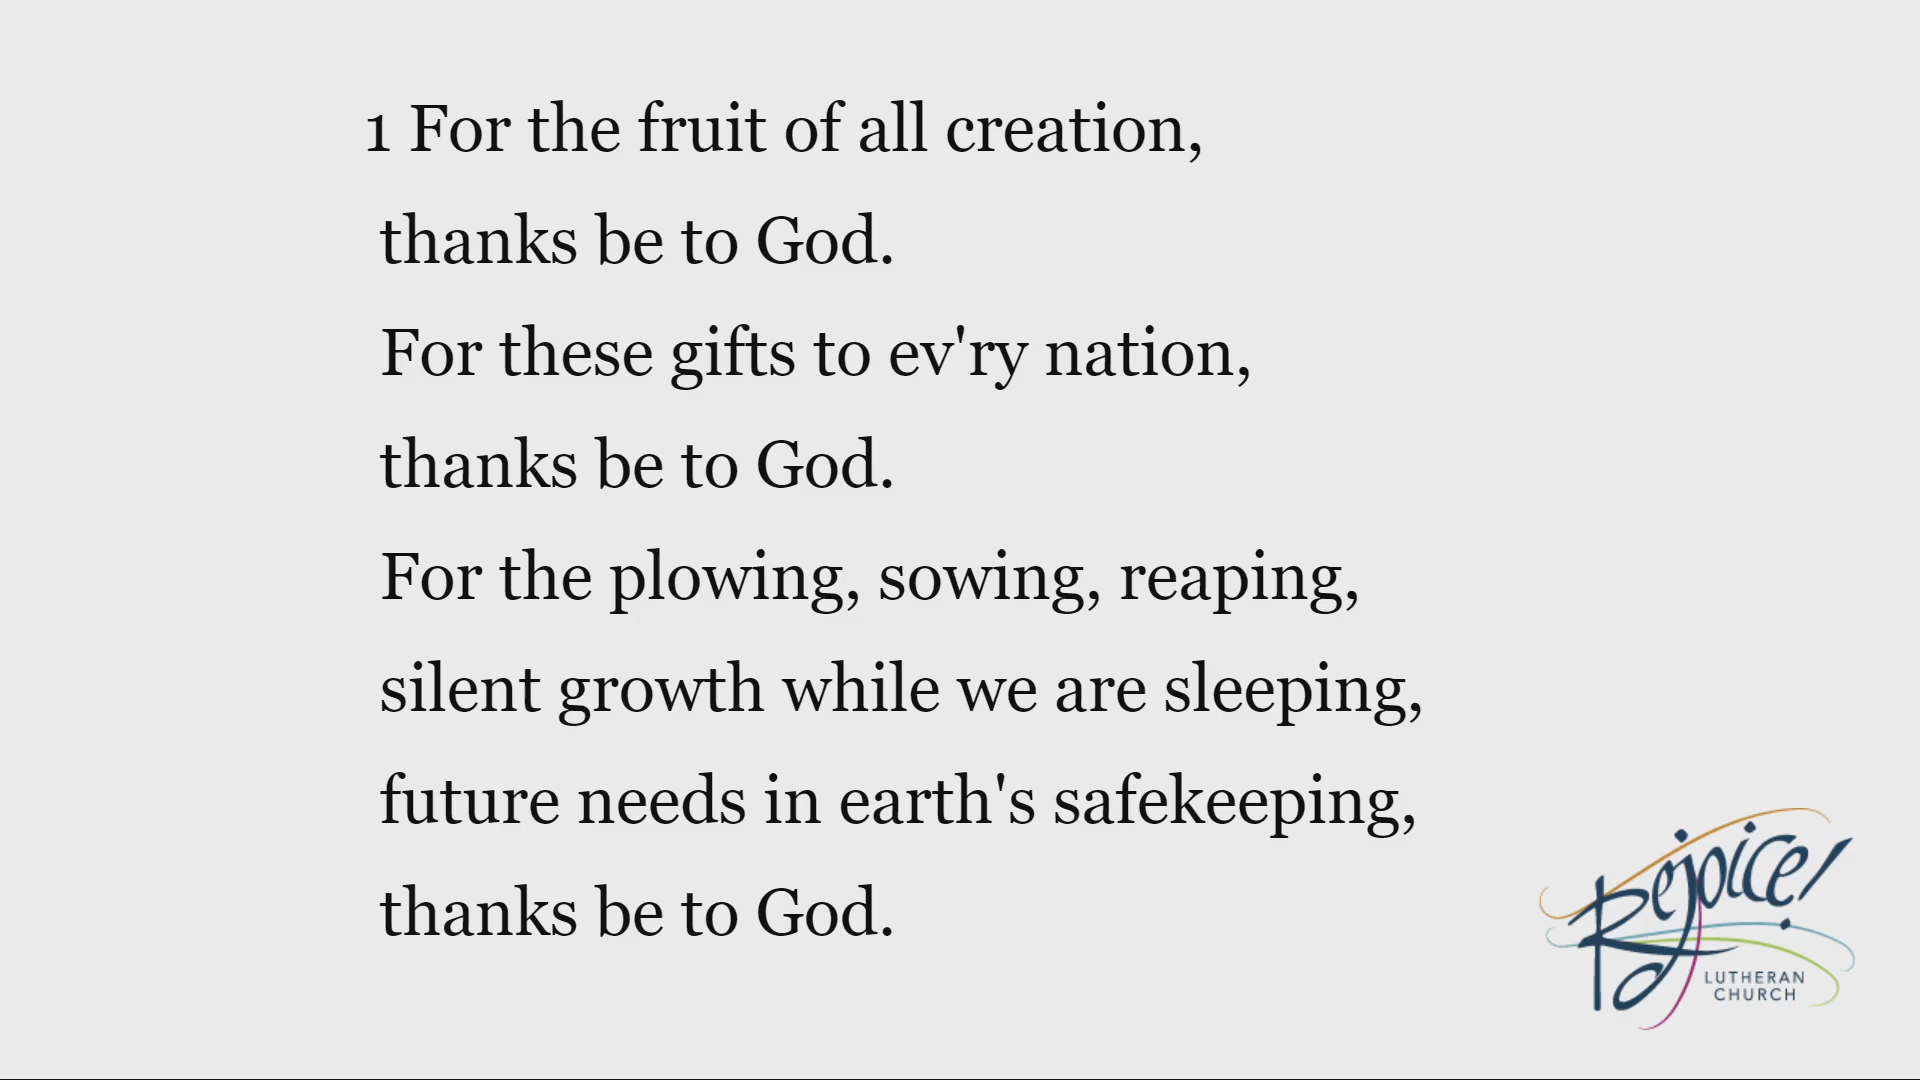 1 For the fruit of all creation,
thanks be to God.
For these gifts to ev'ry nation,
thanks be to God.
For the plowing, sowing, reaping,
silent growth while we are sleeping,
future needs in earth's safekeeping,
thanks be to God.
Rejoice!
LUTHERAN
CHURCH